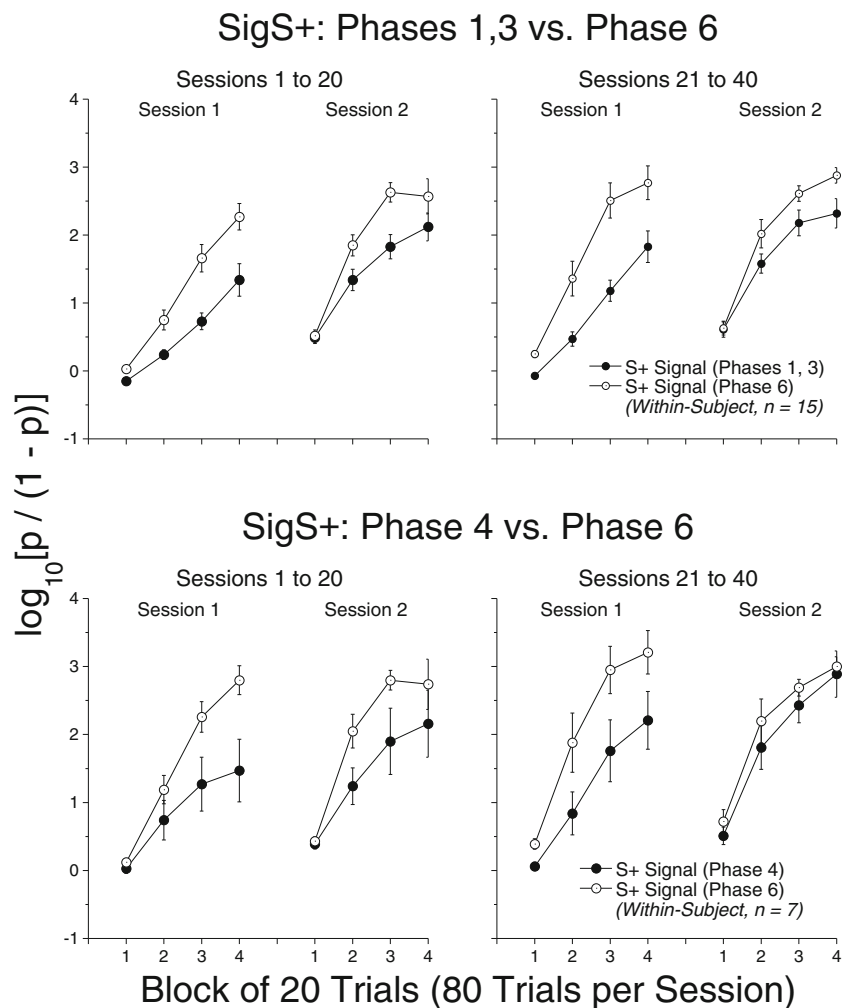 SigS+: Phases 1,3 vs. Phase 6
Sessions 1 to 20
Sessions 21 to 40
Session 1
Session 2
Session 1
Session 2
4
3
2
1
0
-1
S+ Signal (Phases 1, 3)
S+ Signal (Phase 6)
(Within-Subject, n = 15)
log10[p / (1 - p)]
SigS+: Phase 4 vs. Phase 6
Sessions 1 to 20
Sessions 21 to 40
Session 1
Session 2
Session 1
Session 2
4
3
2
1
0
-1
S+ Signal (Phase 4)
S+ Signal (Phase 6)
(Within-Subject, n = 7)
1 2 3 4 1 2 3 4 1 2 3 4 1 2 3 4
Block of 20 Trials (80 Trials per Session)